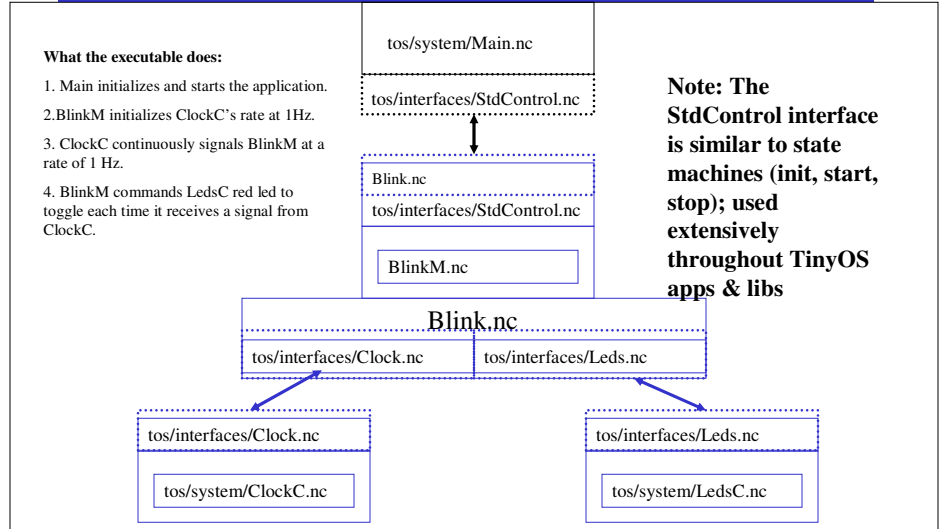 What the executable does:
1. Main initializes and starts the application.
2.BlinkM initializes ClockC's rate at 1Hz.
3. ClockC continuously signals BlinkM at a
rate of 1 Hz.
4. BlinkM commands LedsC red led to
toggle each time it receives a signal from
ClockC.
tos/system/Main.nc
tos/interfaces/StdControl.nc
Blink.nc
tos/interfaces/StdControl.nc
BlinkM.nc
Note: The
StdControl interface
is similar to state
machines (init, start,
stop); used
extensively
throughout TinyOS
apps & libs
Blink.nc
tos/interfaces/Clock.nc
tos/interfaces/Leds.nc
tos/interfaces/Clock.nc
tos/system/ClockC.nc
tos/interfaces/Leds.nc
tos/system/LedsC.nc